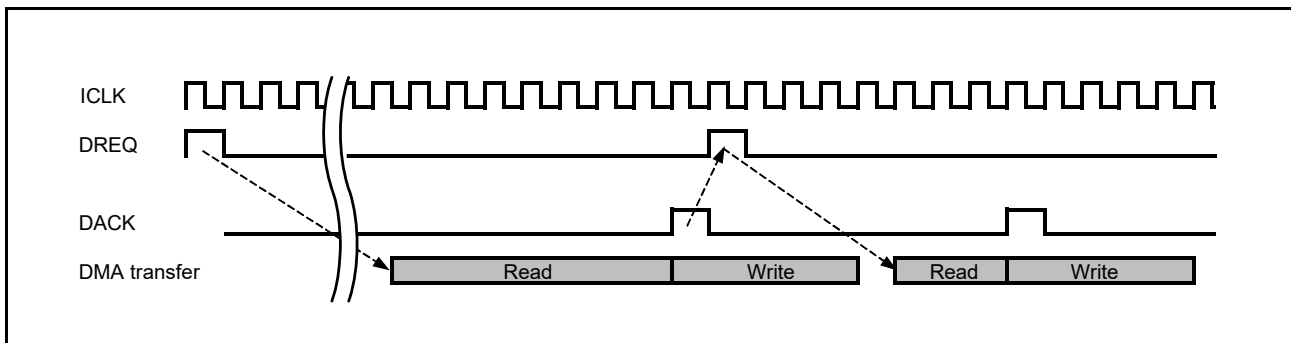 ICLK
DREQ
DACK
DMA transfer Read Write Read Write